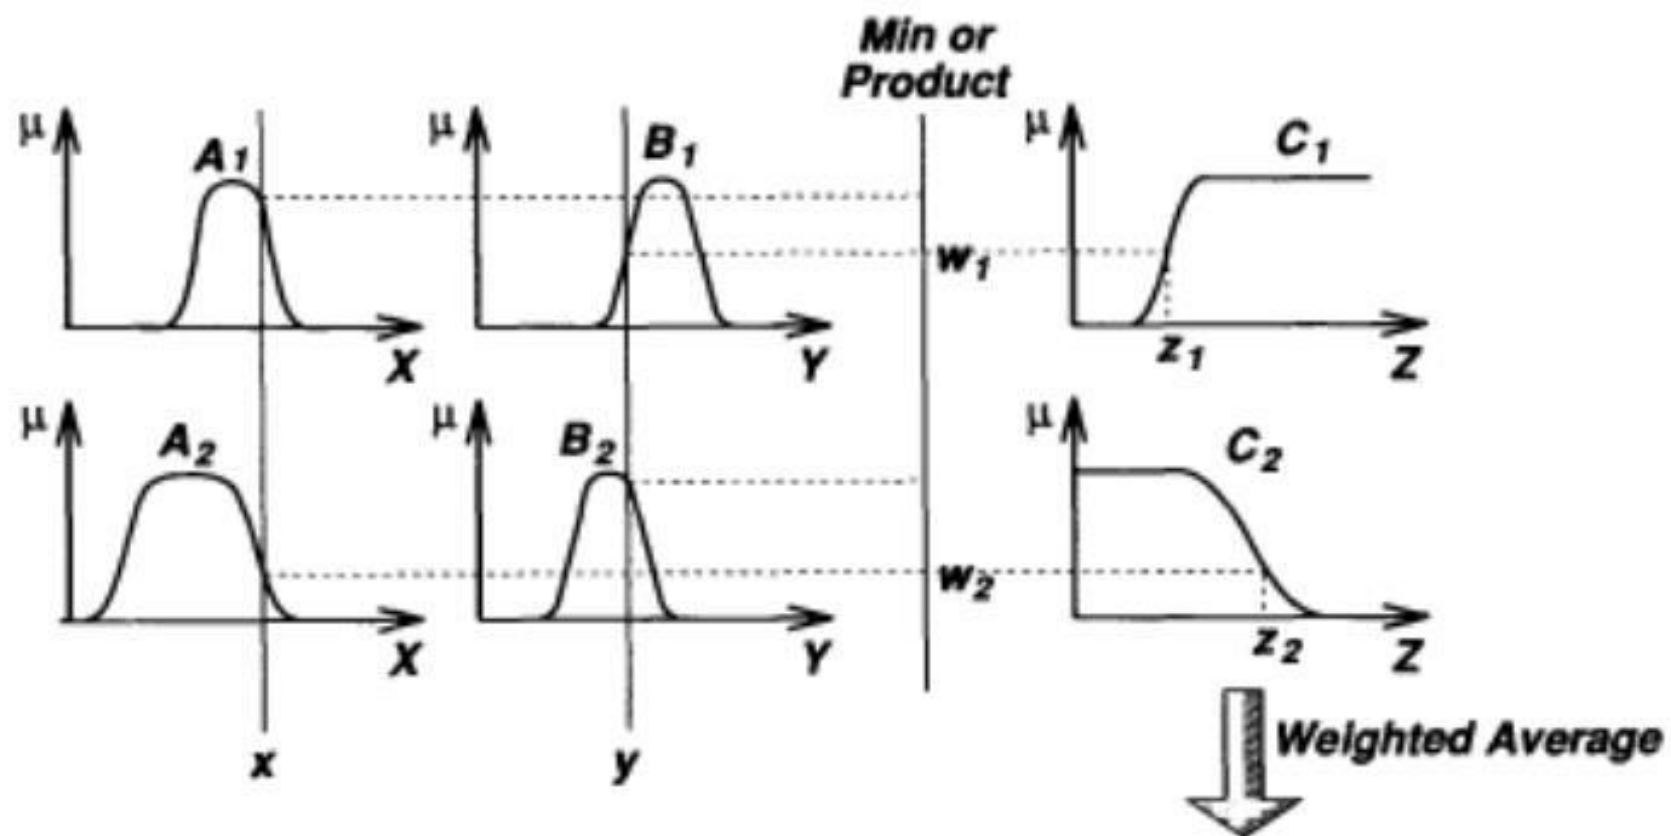 Min or
Product
μ A1 μ B1 μ C1
w1
X Y z1 Z
μ A2 μ B2 μ C2
w2
X Y z2 Z
Weighted Average
x y